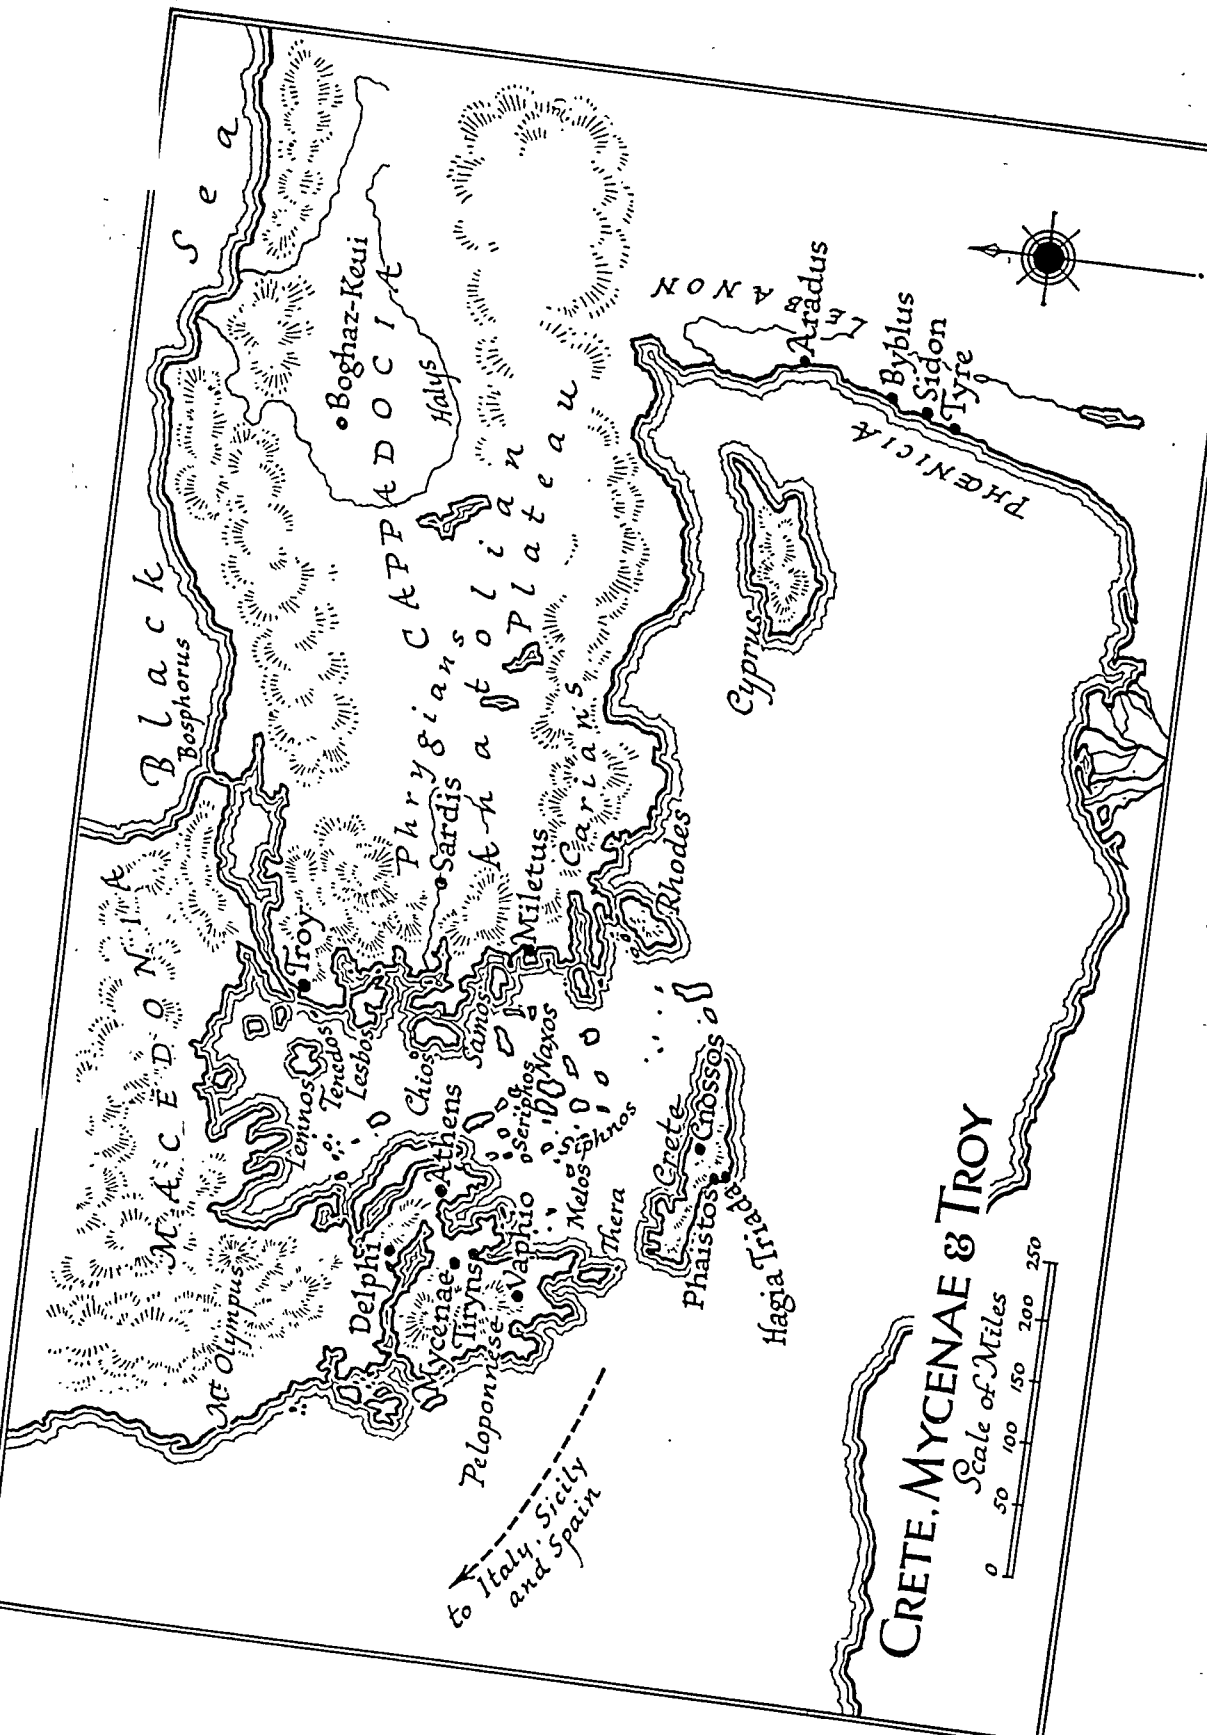 Black Sea
Bosphorus
MACEDONIA
Mt Olympus
Troy
Lemnos
Tenedos
Lesbos
Chios
Samos
Delphi
Athens
Mycenae
Tiryns
Vaphio
Peloponnese
Seriphos
Naxos
Melos
Thera
Phrygians
Sardis
Miletus
Carians
Rhodes
CAPPADOCIA
Boghaz-Keui
Halys
Anatolian
Plateau
Cyprus
LEBANON
Aradus
Byblus
Sidon
Tyre
PHŒNICIA
Crete
Cnossos
Phaistos
Hagia Triada
to Italy, Sicily
and Spain
CRETE, MYCENAE & TROY
Scale of Miles
0 50 100 150 200 250